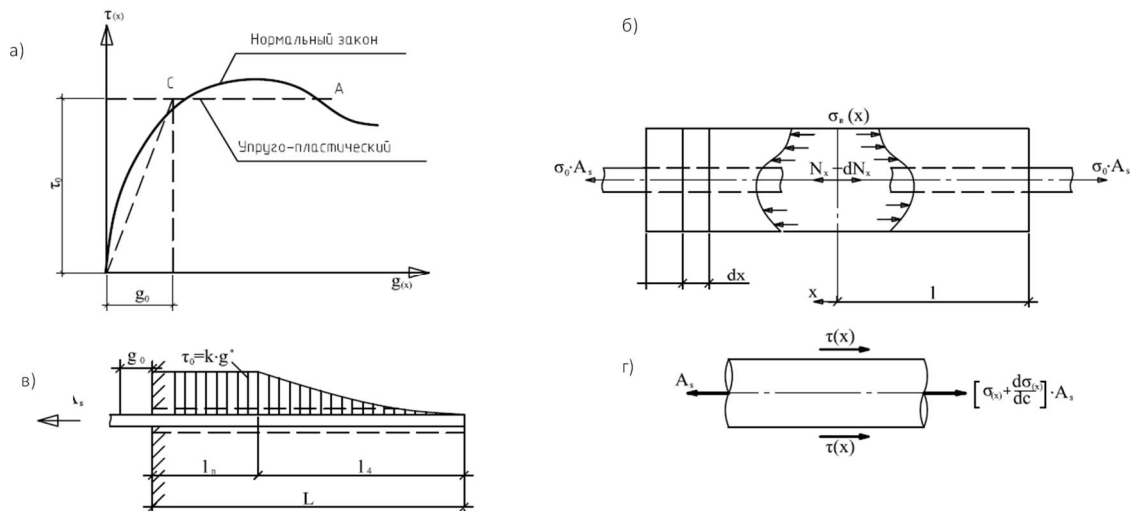 а)
τ(x)
Нормальный закон
C
A
Упруго-пластический
τ₀
g₀
g(x)
б)
σв(x)
σ₀·Aₛ
Nₓ
dNₓ
σ₀·Aₛ
dx
x
l
в)
g₀
τ₀=k·g*
ₛ
lп
l₄
L
г)
τ(x)
Aₛ
[σ(x)+dσ(x)/dc]·Aₛ
τ(x)